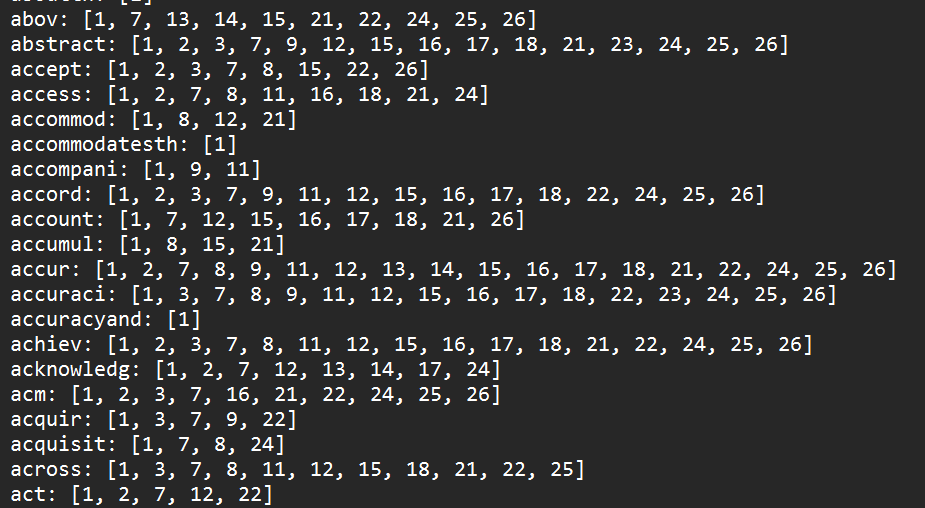 abov: [1, 7, 13, 14, 15, 21, 22, 24, 25, 26]
abstract: [1, 2, 3, 7, 9, 12, 15, 16, 17, 18, 21, 23, 24, 25, 26]
accept: [1, 2, 3, 7, 8, 15, 22, 26]
access: [1, 2, 7, 8, 11, 16, 18, 21, 24]
accommod: [1, 8, 12, 21]
accommodatesth: [1]
accompani: [1, 9, 11]
accord: [1, 2, 3, 7, 9, 11, 12, 15, 16, 17, 18, 22, 24, 25, 26]
account: [1, 7, 12, 15, 16, 17, 18, 21, 26]
accumul: [1, 8, 15, 21]
accur: [1, 2, 7, 8, 9, 11, 12, 13, 14, 15, 16, 17, 18, 21, 22, 24, 25, 26]
accuraci: [1, 3, 7, 8, 9, 11, 12, 15, 16, 17, 18, 22, 23, 24, 25, 26]
accuracyand: [1]
achiev: [1, 2, 3, 7, 8, 11, 12, 15, 16, 17, 18, 21, 22, 24, 25, 26]
acknowledg: [1, 2, 7, 12, 13, 14, 17, 24]
acm: [1, 2, 3, 7, 16, 21, 22, 24, 25, 26]
acquir: [1, 3, 7, 9, 22]
acquisit: [1, 7, 8, 24]
across: [1, 3, 7, 8, 11, 12, 15, 18, 21, 22, 25]
act: [1, 2, 7, 12, 22]